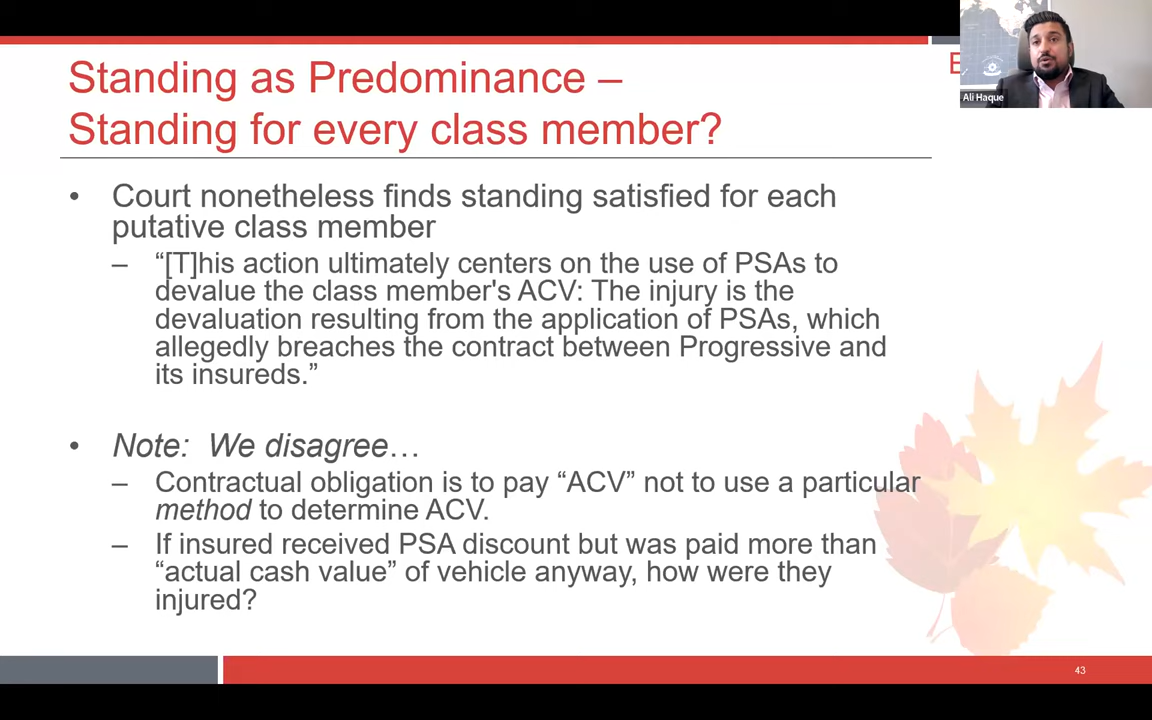 Standing as Predominance –
Standing for every class member?
E
Ali Haque
• Court nonetheless finds standing satisfied for each
putative class member
– “[T]his action ultimately centers on the use of PSAs to
devalue the class member's ACV: The injury is the
devaluation resulting from the application of PSAs, which
allegedly breaches the contract between Progressive and
its insureds.”
• Note: We disagree…
– Contractual obligation is to pay “ACV” not to use a particular
method to determine ACV.
– If insured received PSA discount but was paid more than
“actual cash value” of vehicle anyway, how were they
injured?
43